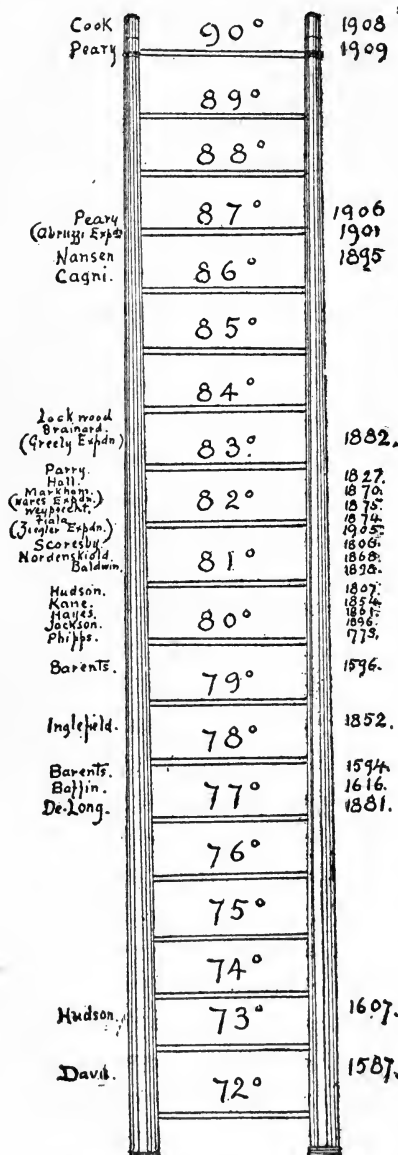 Cook 90° 1908
Peary 1909
89°
88°
Peary 87° 1906
(Abruzzi Expdn 1901
Nansen 1895
Cagni. 86°
85°
84°
Lockwood
Brainard. 1882.
(Greely Expdn) 83.°
Parry. 1827.
Hall. 1870.
Markham. 82° 1875.
(Nares Expdn.) 1874.
Weyprecht. 1905.
Fiala
(Ziegler Expdn.)
Scoresby. 1806.
Nordenskiold. 81° 1868.
Baldwin. 1898.
Hudson. 1607.
Kane. 1854.
Hayes. 80° 1861.
Jackson. 1896.
Phipps. 773.
Barents. 79° 1596.
Inglefield. 78° 1852.
Barents. 1594.
Baffin. 77° 1616.
De-Long. 1881.
76°
75°
74°
Hudson. 73° 1607.
Davis. 72° 1587.